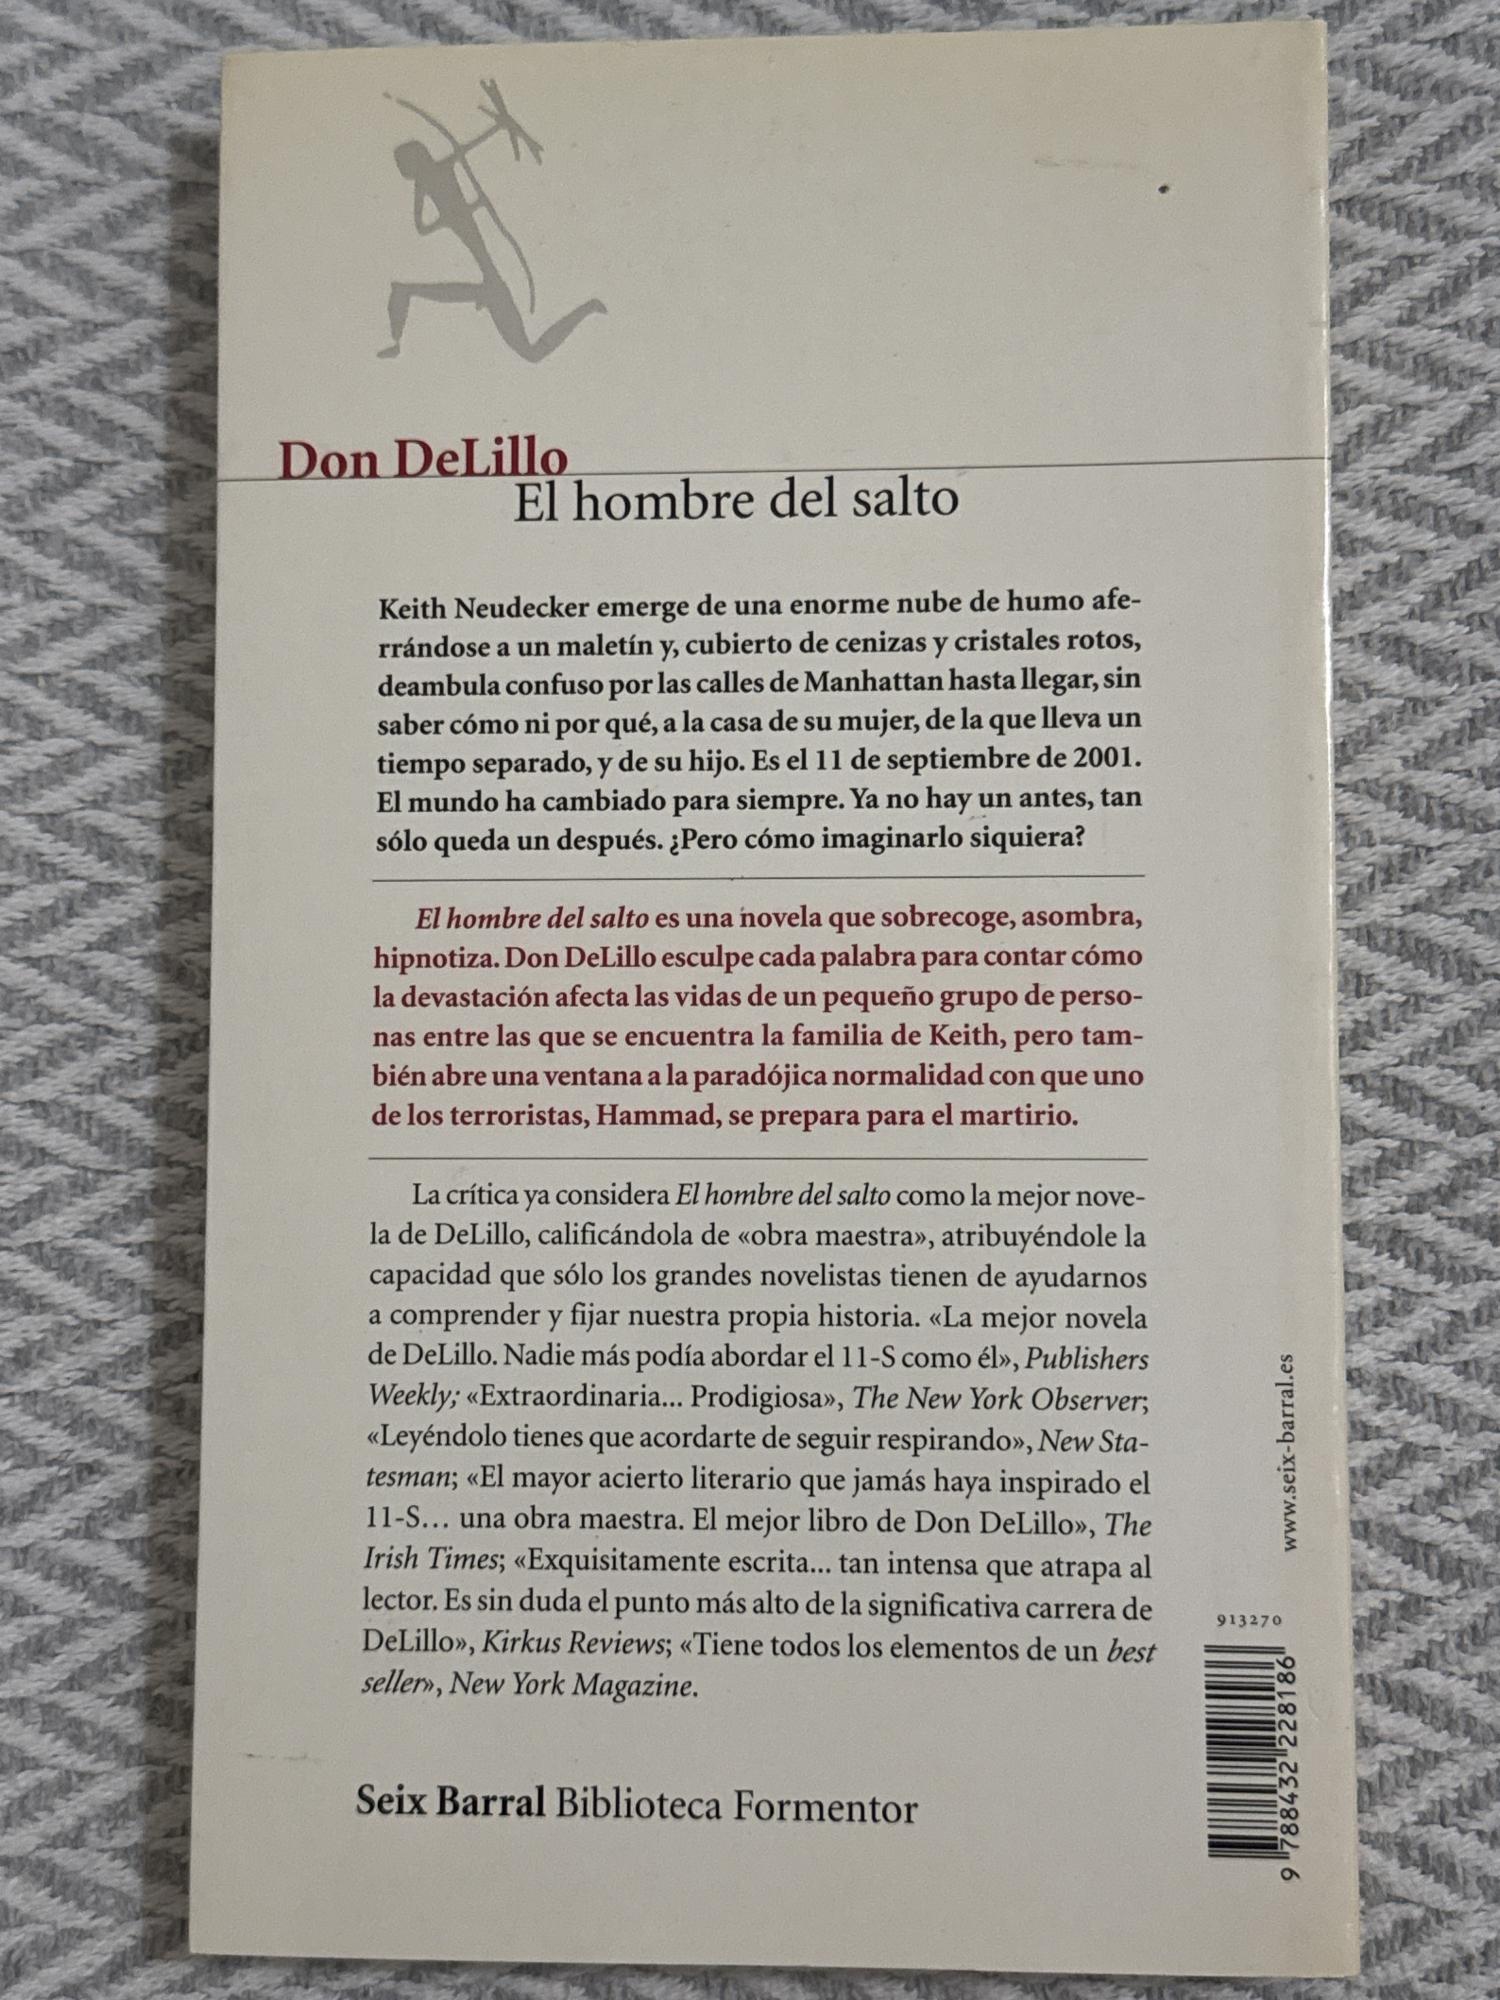 Don DeLillo
El hombre del salto
Keith Neudecker emerge de una enorme nube de humo afe-
rrándose a un maletín y, cubierto de cenizas y cristales rotos,
deambula confuso por las calles de Manhattan hasta llegar, sin
saber cómo ni por qué, a la casa de su mujer, de la que lleva un
tiempo separado, y de su hijo. Es el 11 de septiembre de 2001.
El mundo ha cambiado para siempre. Ya no hay un antes, tan
sólo queda un después. ¿Pero cómo imaginarlo siquiera?
El hombre del salto es una novela que sobrecoge, asombra,
hipnotiza. Don DeLillo esculpe cada palabra para contar cómo
la devastación afecta las vidas de un pequeño grupo de perso-
nas entre las que se encuentra la familia de Keith, pero tam-
bién abre una ventana a la paradójica normalidad con que uno
de los terroristas, Hammad, se prepara para el martirio.
La crítica ya considera El hombre del salto como la mejor nove-
la de DeLillo, calificándola de «obra maestra», atribuyéndole la
capacidad que sólo los grandes novelistas tienen de ayudarnos
a comprender y fijar nuestra propia historia. «La mejor novela
de DeLillo. Nadie más podía abordar el 11-S como él», Publishers
Weekly; «Extraordinaria... Prodigiosa», The New York Observer;
«Leyéndolo tienes que acordarte de seguir respirando», New Sta-
tesman; «El mayor acierto literario que jamás haya inspirado el
11-S... una obra maestra. El mejor libro de Don DeLillo», The
Irish Times; «Exquisitamente escrita... tan intensa que atrapa al
lector. Es sin duda el punto más alto de la significativa carrera de
DeLillo», Kirkus Reviews; «Tiene todos los elementos de un best
seller», New York Magazine.
Seix Barral Biblioteca Formentor
www.seix-barral.es
913270
9 788432 228186